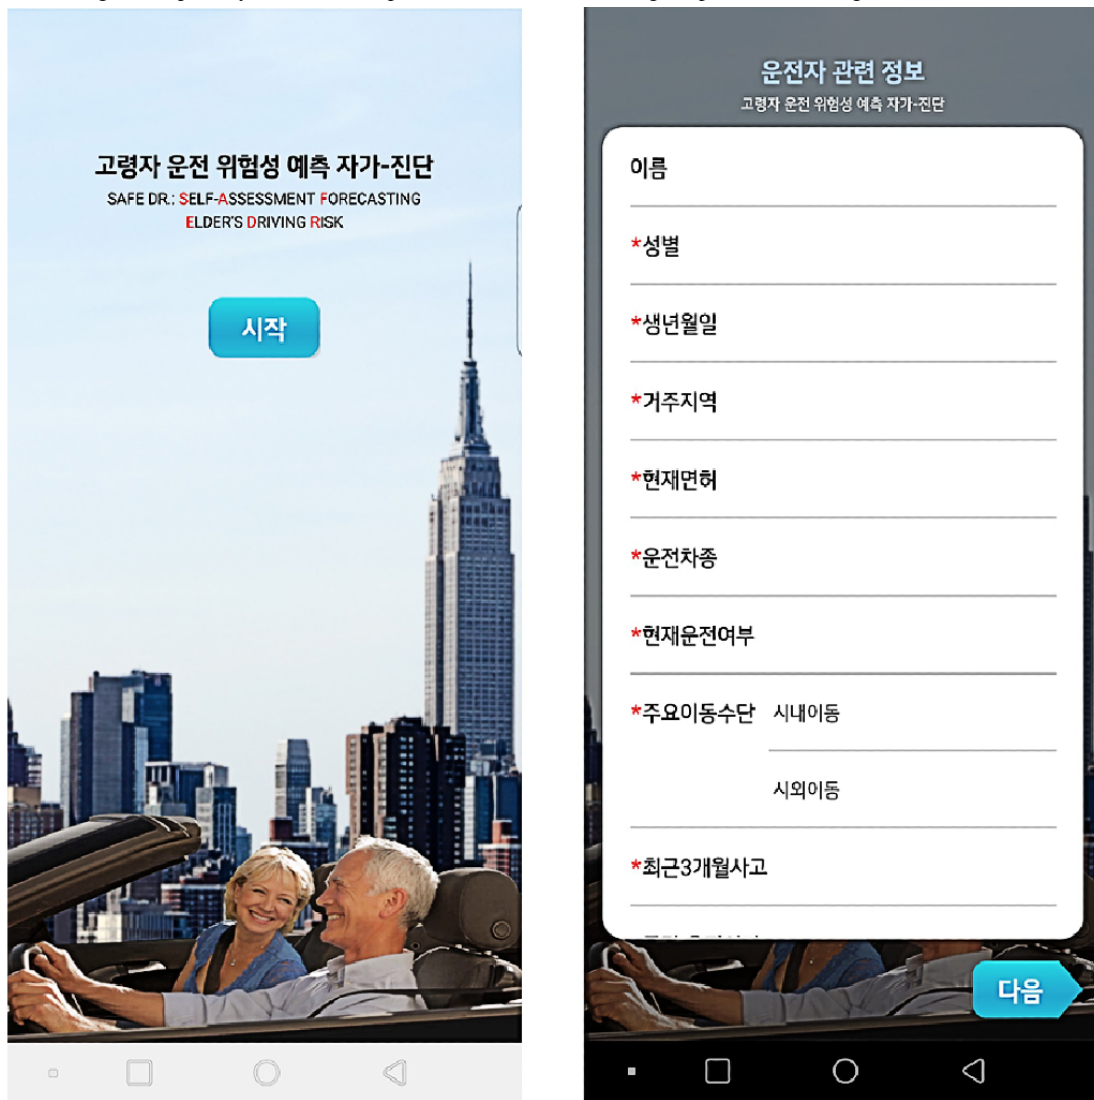 고령자 운전 위험성 예측 자가-진단
SAFE DR.: SELF-ASSESSMENT FORECASTING
ELDER'S DRIVING RISK
시작
운전자 관련 정보
고령자 운전 위험성 예측 자가-진단
이름
*성별
*생년월일
*거주지역
*현재면허
*운전차종
*현재운전여부
*주요이동수단 시내이동
시외이동
*최근3개월사고
다음